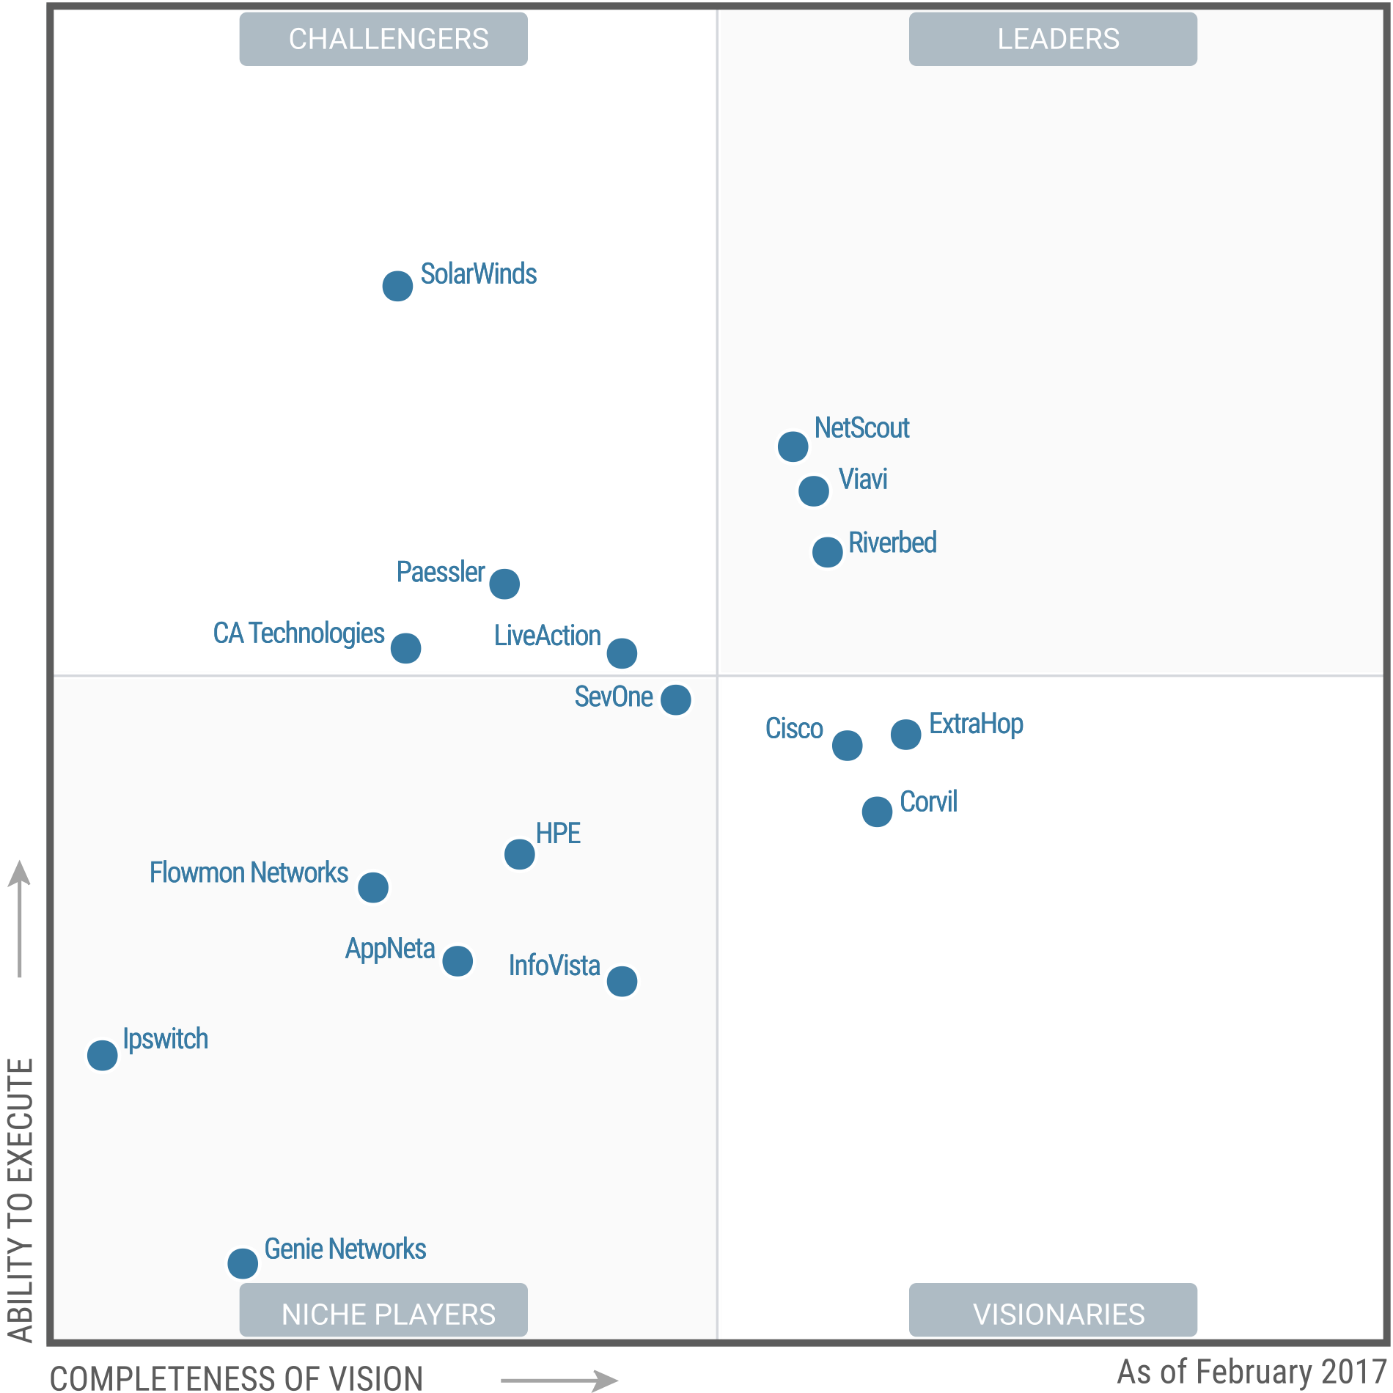 CHALLENGERS
LEADERS
SolarWinds
NetScout
Viavi
Riverbed
Paessler
CA Technologies
LiveAction
SevOne
Cisco
ExtraHop
Corvil
HPE
Flowmon Networks
AppNeta
InfoVista
Ipswitch
Genie Networks
NICHE PLAYERS
VISIONARIES
ABILITY TO EXECUTE
COMPLETENESS OF VISION
As of February 2017